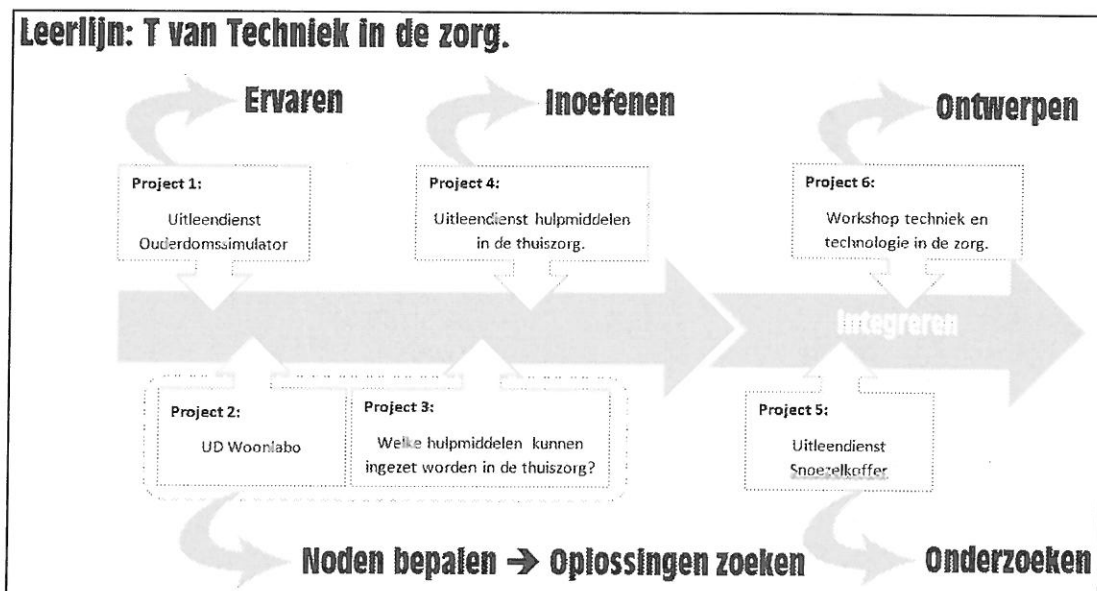 Leerlijn: T van Techniek in de zorg.
Ervaren
Inoefenen
Ontwerpen
Project 1:
Uitleendienst
Ouderdomssimulator
Project 4:
Uitleendienst hulpmiddelen
in de thuiszorg.
Project 6:
Workshop techniek en
technologie in de zorg.
Integreren
Project 2:
UD Woonlabo
Project 3:
Welke hulpmiddelen kunnen
ingezet worden in de thuiszorg?
Project 5:
Uitleendienst
Snoezelkoffer
Noden bepalen → Oplossingen zoeken
Onderzoeken